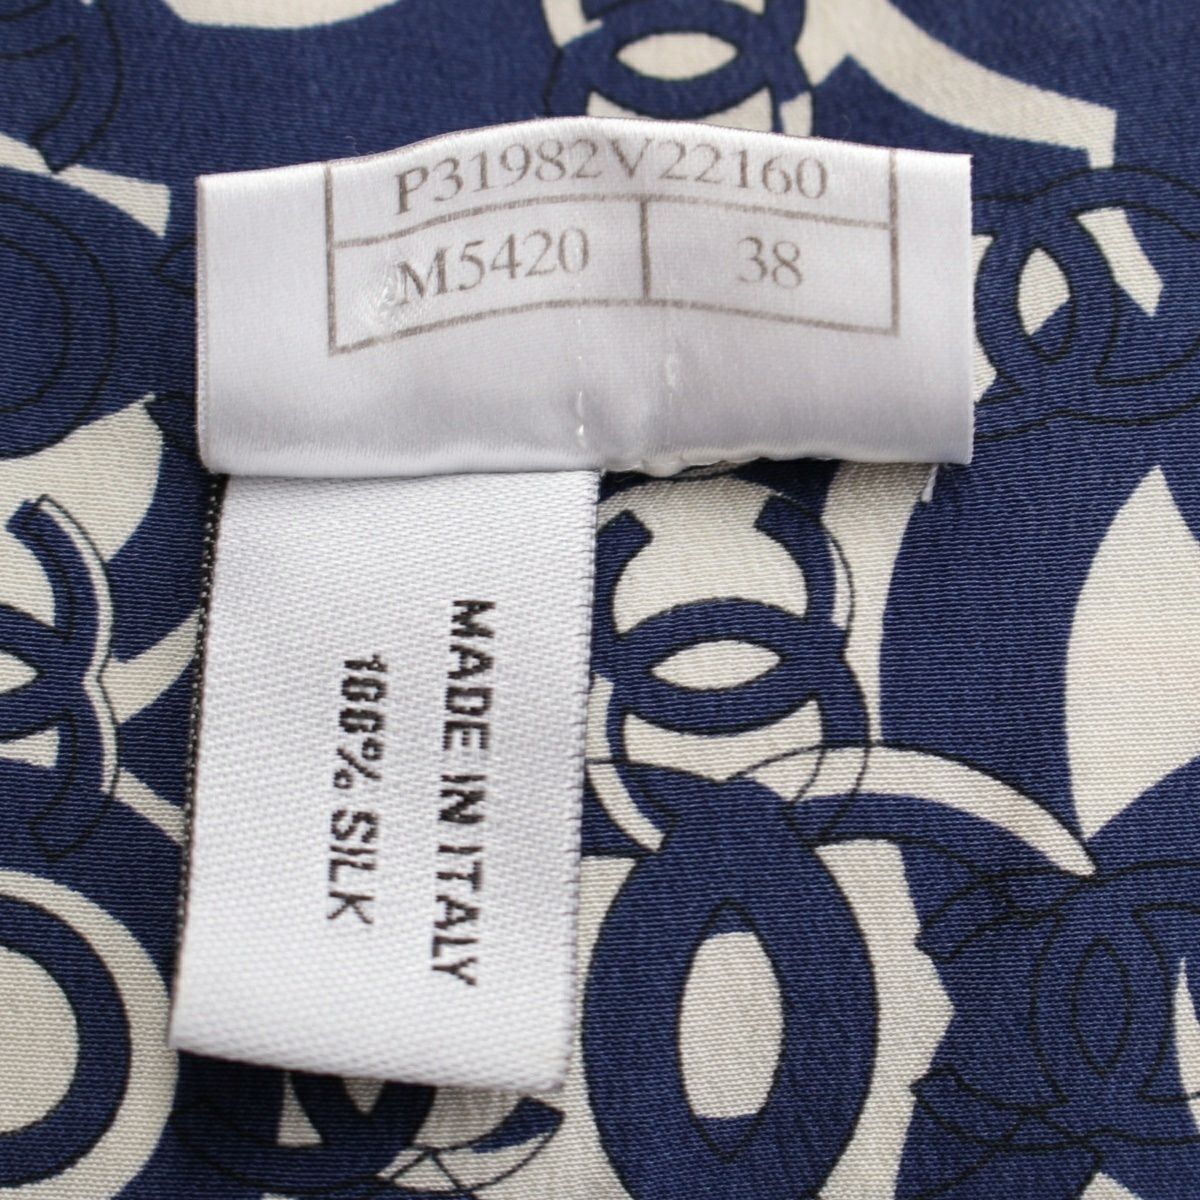 P31982V22160
M5420 38
MADE IN ITALY
100% SILK